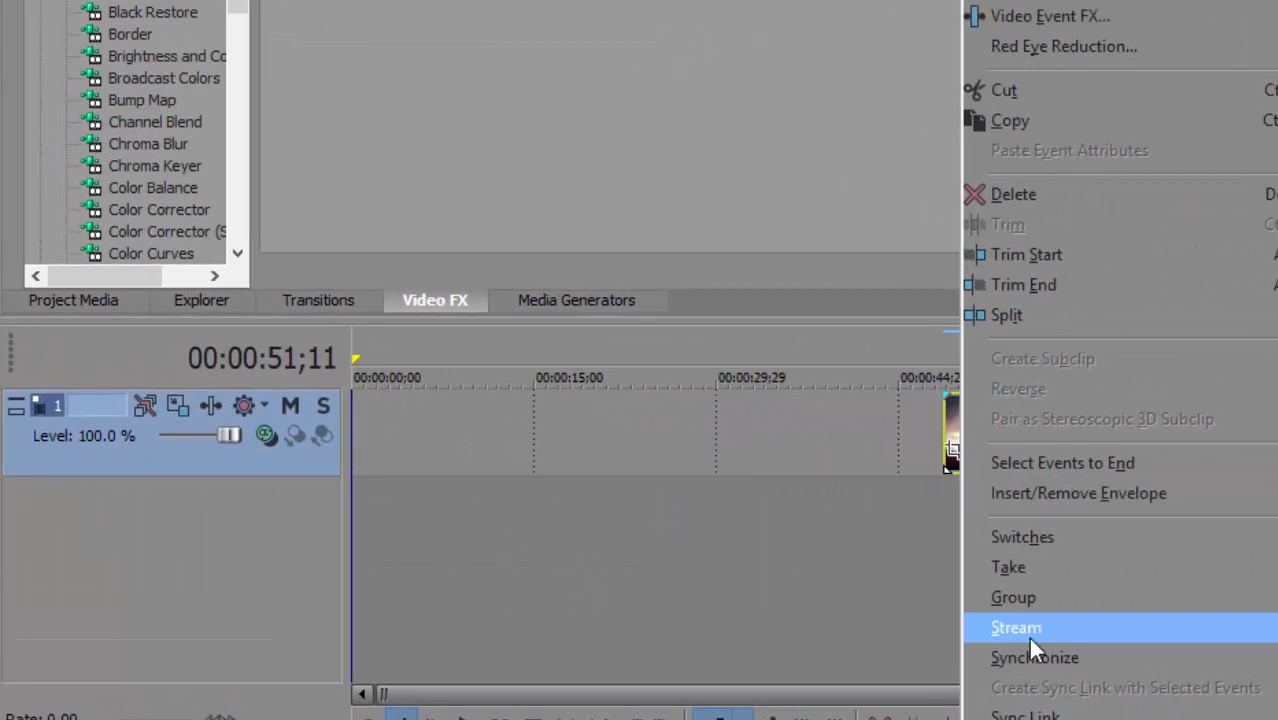 Black Restore
Border
Brightness and Co
Broadcast Colors
Bump Map
Channel Blend
Chroma Blur
Chroma Keyer
Color Balance
Color Corrector
Color Corrector (S
Color Curves
Project Media
Explorer
Transitions
Video FX
Media Generators
00:00:51;11
00:00:00;00
00:00:15;00
00:00:29;29
00:00:44;2
1
M
S
Level: 100.0 %
Rate: 0.00
Video Event FX...
Red Eye Reduction...
Cut
Ct
Copy
Ct
Paste Event Attributes
Delete
De
Trim
Ct
Trim Start
A
Trim End
A
Split
Create Subclip
Reverse
Pair as Stereoscopic 3D Subclip
Select Events to End
Insert/Remove Envelope
Switches
Take
Group
Stream
Synchronize
Create Sync Link with Selected Events
Sync Link